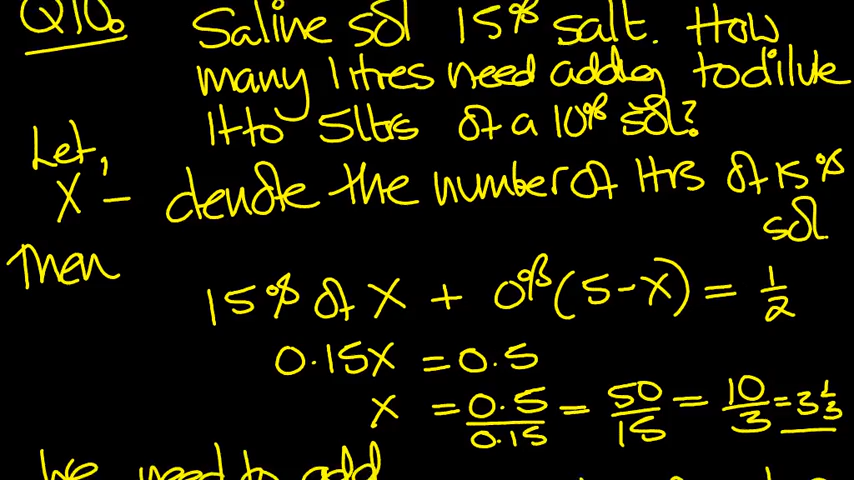 Q10.
Saline sol 15% salt. How
many litres need adding to dilute
it to 5ltrs of a 10% sol?
Let,
X - denote the number of ltrs of 15%
sol
Then
15% of X + 0%(5-X) = 1/2
0.15X = 0.5
X = 0.5/0.15 = 50/15 = 10/3 = 3 1/3
We need to add